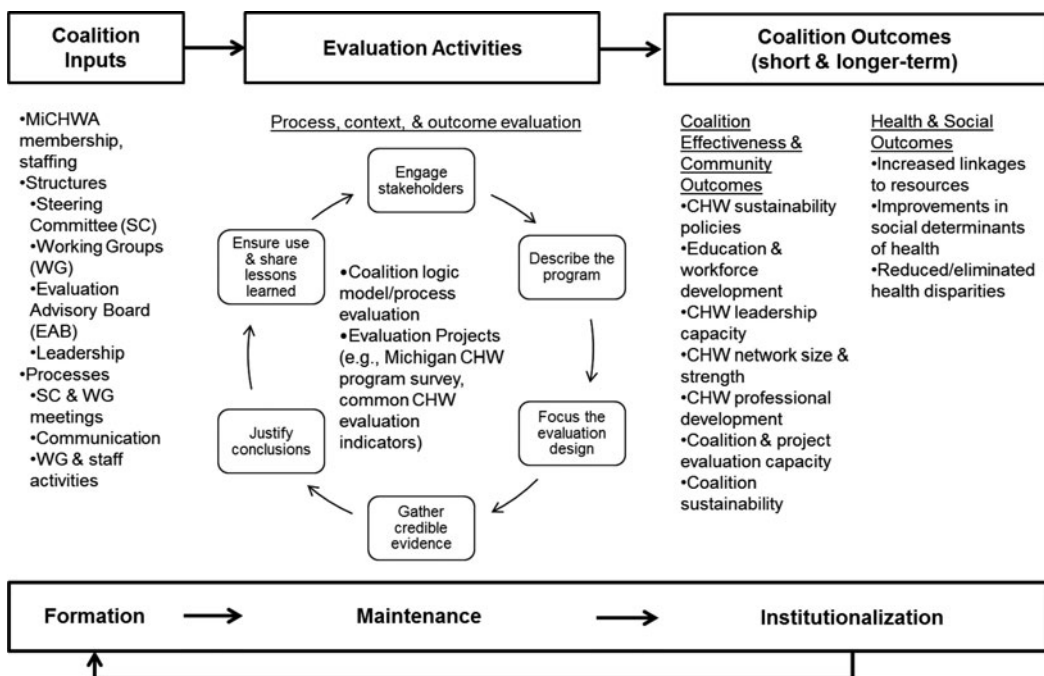 Coalition
Inputs
Evaluation Activities
Coalition Outcomes
(short & longer-term)
•MiCHWA
membership,
staffing
•Structures
•Steering
Committee (SC)
•Working Groups
(WG)
•Evaluation
Advisory Board
(EAB)
•Leadership
•Processes
•SC & WG
meetings
•Communication
•WG & staff
activities
Process, context, & outcome evaluation
Engage
stakeholders
Describe the
program
Focus the
evaluation
design
Gather
credible
evidence
Justify
conclusions
Ensure use
& share
lessons
learned
•Coalition logic
model/process
evaluation
•Evaluation Projects
(e.g., Michigan CHW
program survey,
common CHW
evaluation
indicators)
Coalition
Effectiveness &
Community
Outcomes
•CHW sustainability
policies
•Education &
workforce
development
•CHW leadership
capacity
•CHW network size &
strength
•CHW professional
development
•Coalition & project
evaluation capacity
•Coalition
sustainability
Health & Social
Outcomes
•Increased linkages
to resources
•Improvements in
social determinants
of health
•Reduced/eliminated
health disparities
Formation
Maintenance
Institutionalization